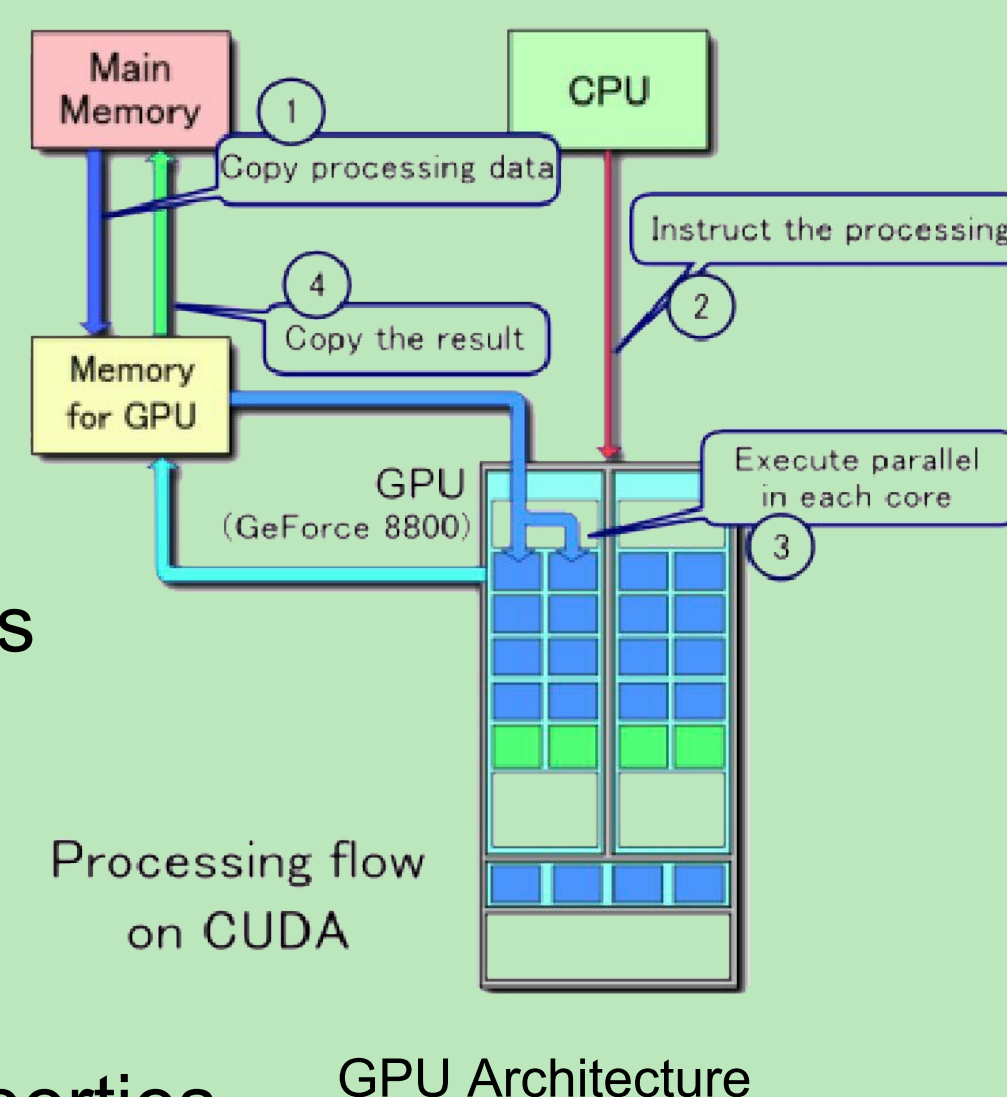 Main
Memory
CPU
1
Copy processing data
Instruct the processing
2
4
Copy the result
Memory
for GPU
GPU
(GeForce 8800)
Execute parallel
in each core
3
s
Processing flow
on CUDA
GPU Architecture